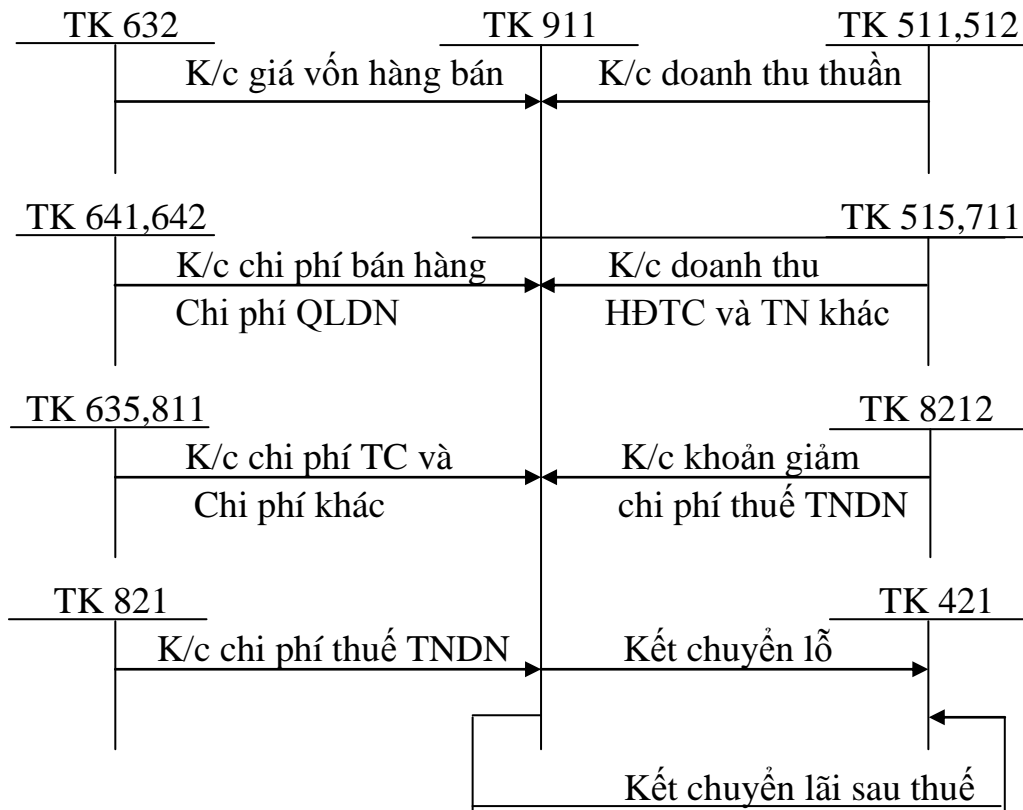 TK 632
TK 911
TK 511,512
K/c giá vốn hàng bán
K/c doanh thu thuần
TK 641,642
TK 515,711
K/c chi phí bán hàng
K/c doanh thu
Chi phí QLDN
HĐTC và TN khác
TK 635,811
TK 8212
K/c chi phí TC và
K/c khoản giảm
Chi phí khác
chi phí thuế TNDN
TK 821
TK 421
K/c chi phí thuế TNDN
Kết chuyển lỗ
Kết chuyển lãi sau thuế